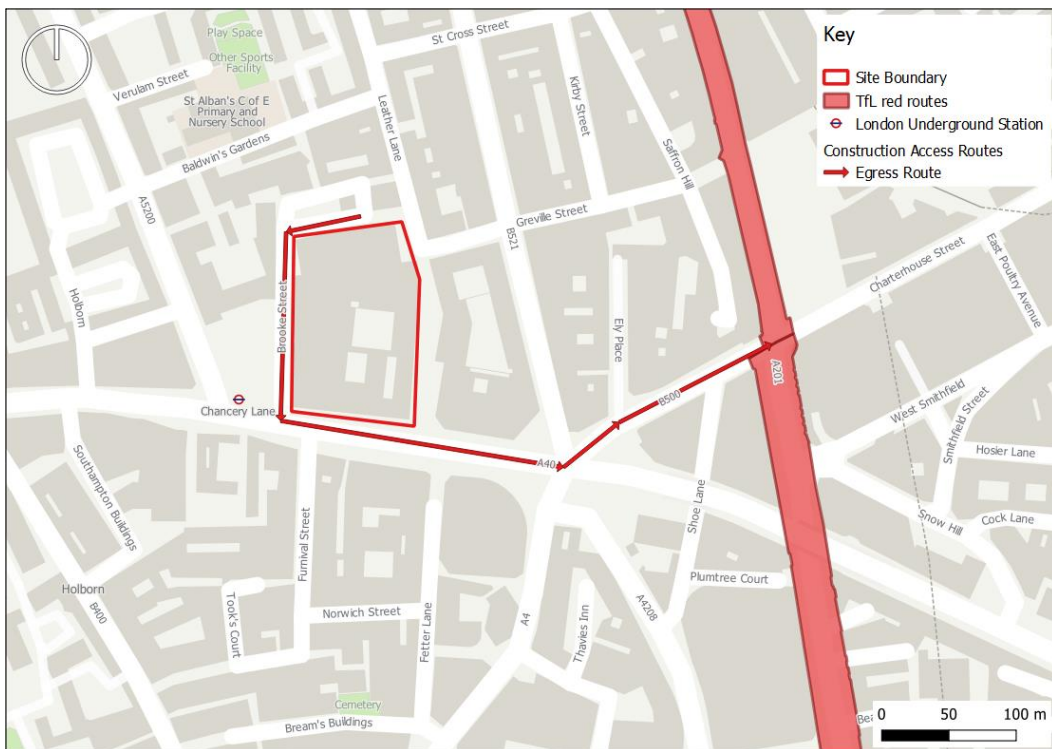 Play Space
Other Sports
Facility
St Cross Street
Verulam Street
St Alban's C of E
Primary and
Nursery School
Leather Lane
Kirby Street
Saffron Hill
Baldwin's Gardens
A5200
Greville Street
B521
Charterhouse Street
East Poultry Avenue
Holborn
Brooke Street
Ely Place
A201
Chancery Lane
B500
West Smithfield
Smithfield Street
Southampton Buildings
A40
Hosier Lane
Shoe Lane
Snow Hill
Cock Lane
Furnival Street
Holborn
Plumtree Court
B400
Took's Court
Norwich Street
Fetter Lane
A4
Thavies Inn
A4208
Cemetery
Bream's Buildings
Key
Site Boundary
TfL red routes
London Underground Station
Construction Access Routes
Egress Route
0 50 100 m